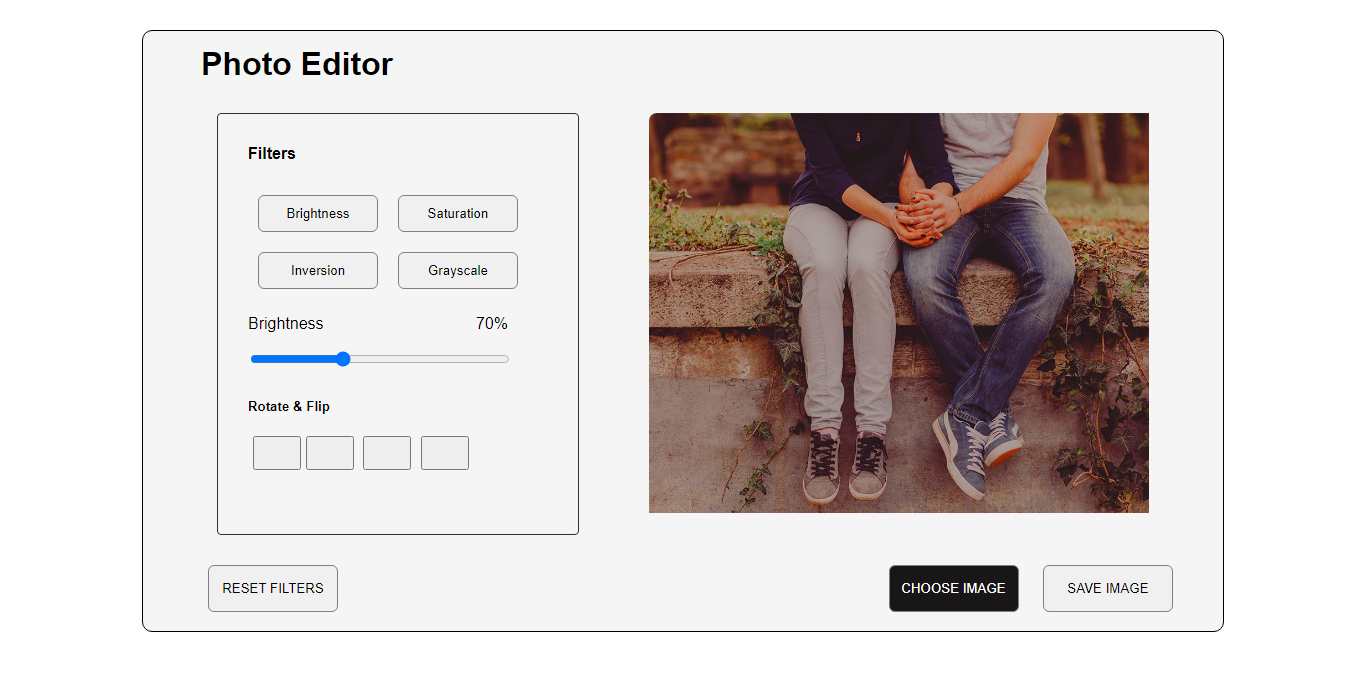 Photo Editor
Filters
Brightness Saturation
Inversion Grayscale
Brightness 70%
Rotate & Flip
RESET FILTERS CHOOSE IMAGE SAVE IMAGE